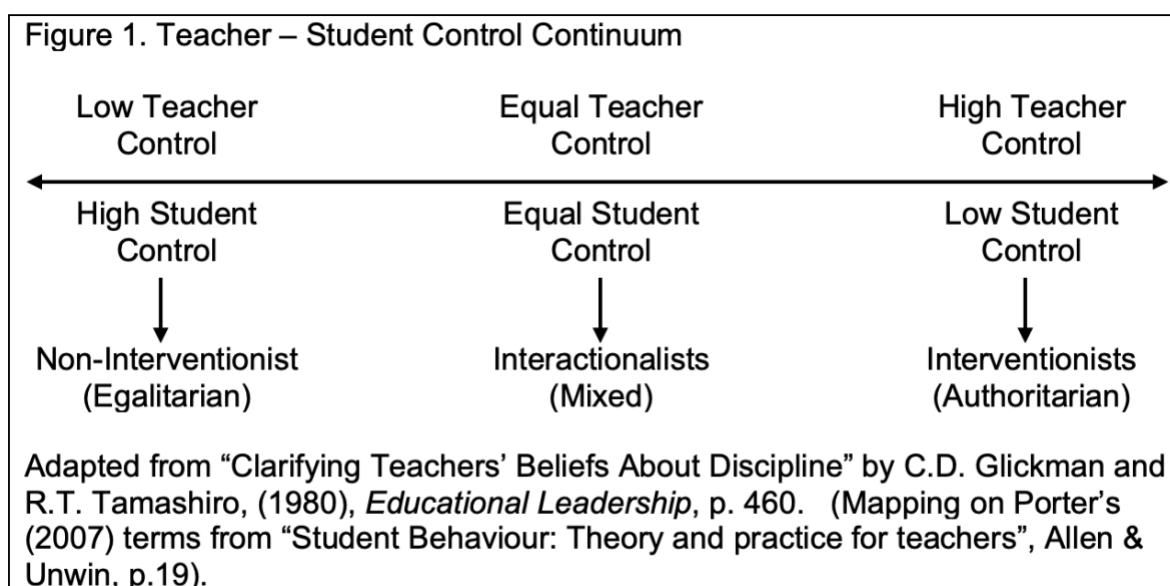 Figure 1. Teacher – Student Control Continuum
Low Teacher Control
Equal Teacher Control
High Teacher Control
High Student Control
Equal Student Control
Low Student Control
Non-Interventionist (Egalitarian)
Interactionalists (Mixed)
Interventionists (Authoritarian)
Adapted from “Clarifying Teachers’ Beliefs About Discipline” by C.D. Glickman and
R.T. Tamashiro, (1980), Educational Leadership, p. 460.   (Mapping on Porter’s
(2007) terms from “Student Behaviour: Theory and practice for teachers”, Allen &
Unwin, p.19).